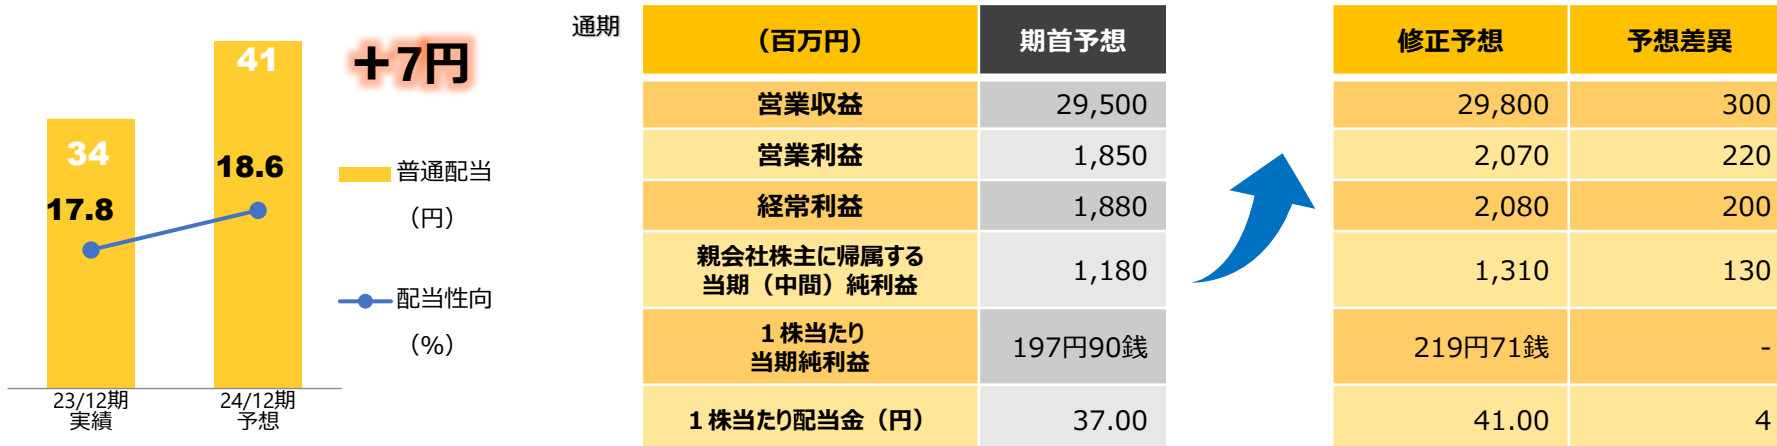 41
34
+7円
18.6
17.8
普通配当
（円）
配当性向
（%）
23/12期
実績
24/12期
予想
通期
（百万円） 期首予想 修正予想 予想差異
営業収益 29,500 29,800 300
営業利益 1,850 2,070 220
経常利益 1,880 2,080 200
親会社株主に帰属する
当期（中間）純利益 1,180 1,310 130
１株当たり
当期純利益 197円90銭 219円71銭 -
１株当たり配当金（円） 37.00 41.00 4